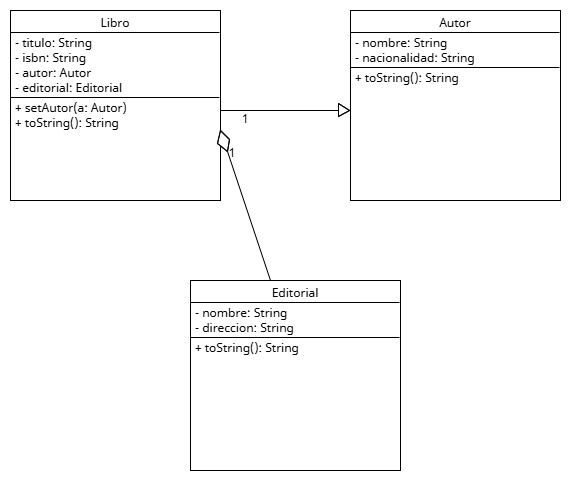 Libro
- titulo: String
- isbn: String
- autor: Autor
- editorial: Editorial
+ setAutor(a: Autor)
+ toString(): String
Autor
- nombre: String
- nacionalidad: String
+ toString(): String
1
1
Editorial
- nombre: String
- direccion: String
+ toString(): String